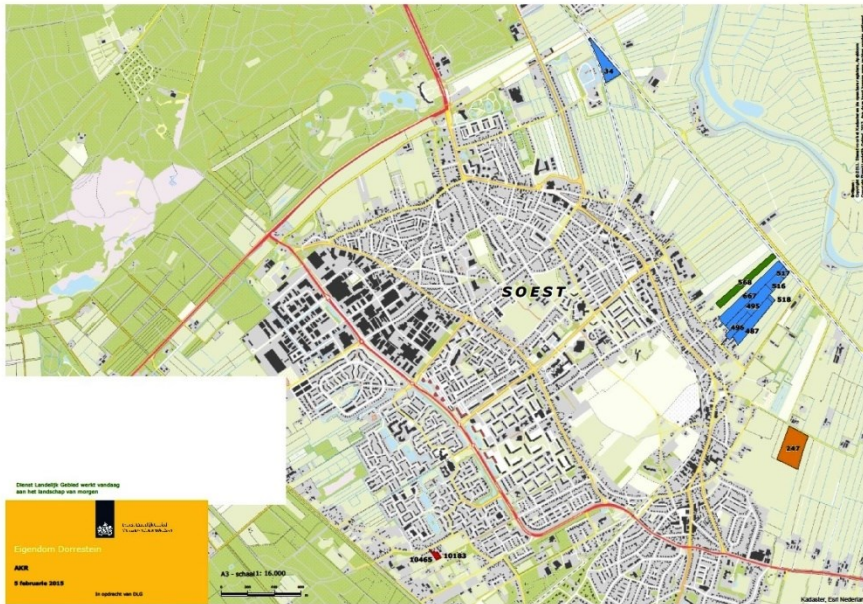 34
SOEST
568
517
516
667
495
518
496
487
247
10465
10183
Dienst Landelijk Gebied werkt vandaag
aan het landschap van morgen
Eigendom Dorrestein
AKR
5 februarie 2015
In opdracht van DLG
A3 - schaal 1: 16.000
Kadaster, Esri Nederland